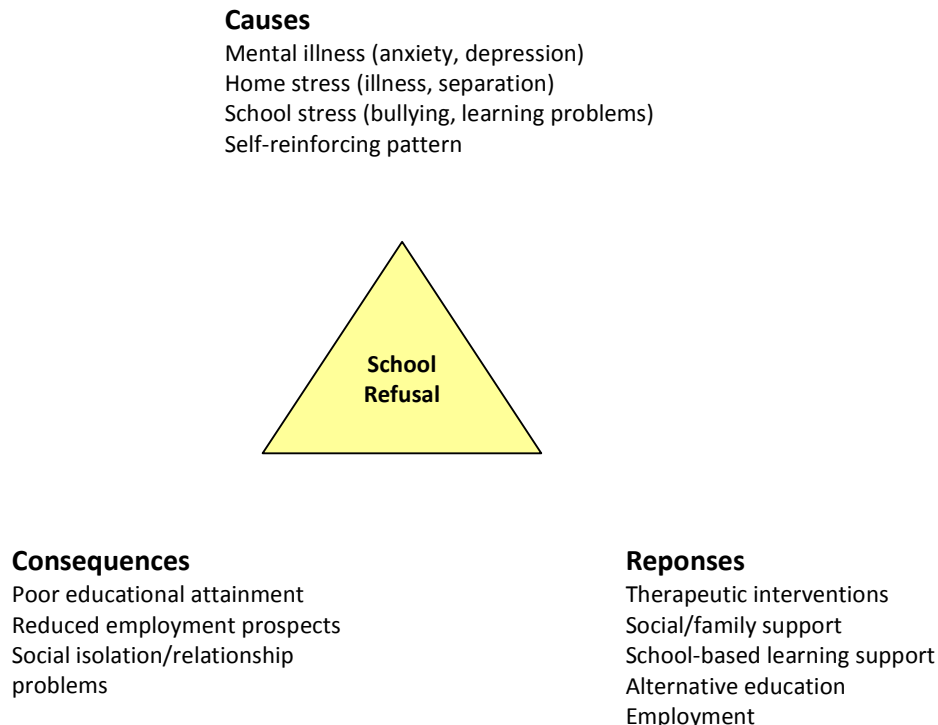 Causes
Mental illness (anxiety, depression)
Home stress (illness, separation)
School stress (bullying, learning problems)
Self-reinforcing pattern
School
Refusal
Consequences
Poor educational attainment
Reduced employment prospects
Social isolation/relationship
problems
Reponses
Therapeutic interventions
Social/family support
School-based learning support
Alternative education
Employment